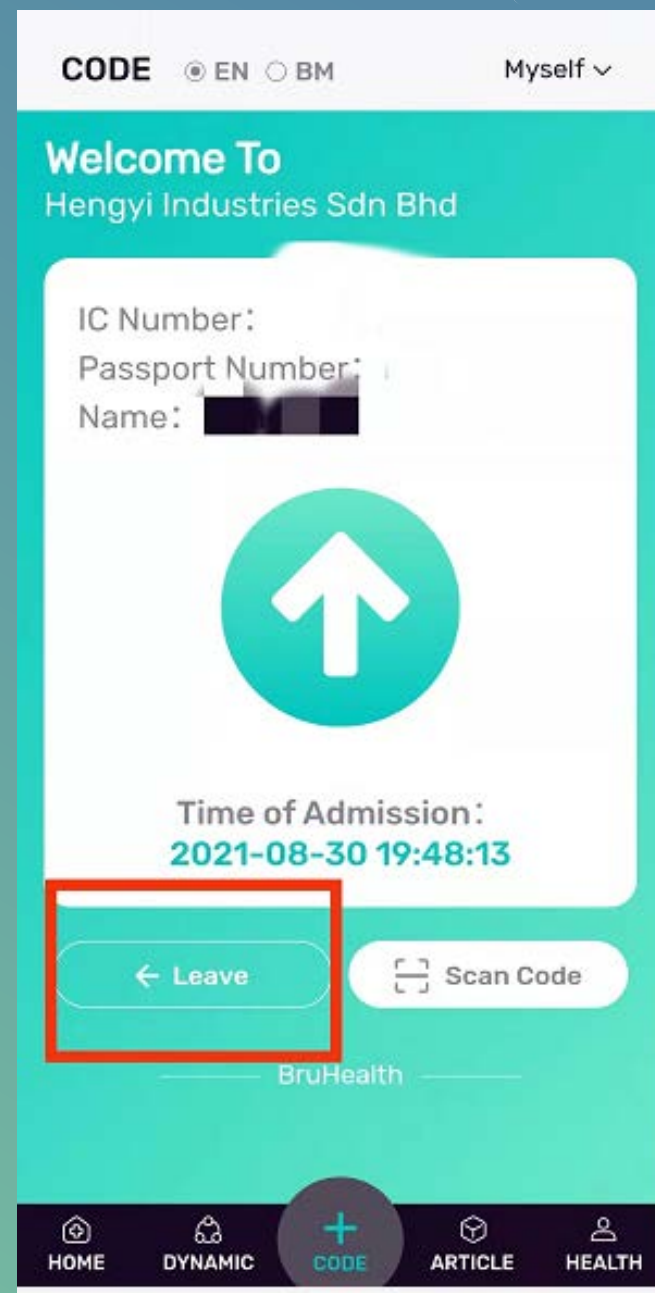 CODE EN BM Myself
Welcome To
Hengyi Industries Sdn Bhd
IC Number:
Passport Number:
Name:
Time of Admission:
2021-08-30 19:48:13
← Leave
Scan Code
BruHealth
HOME DYNAMIC CODE ARTICLE HEALTH